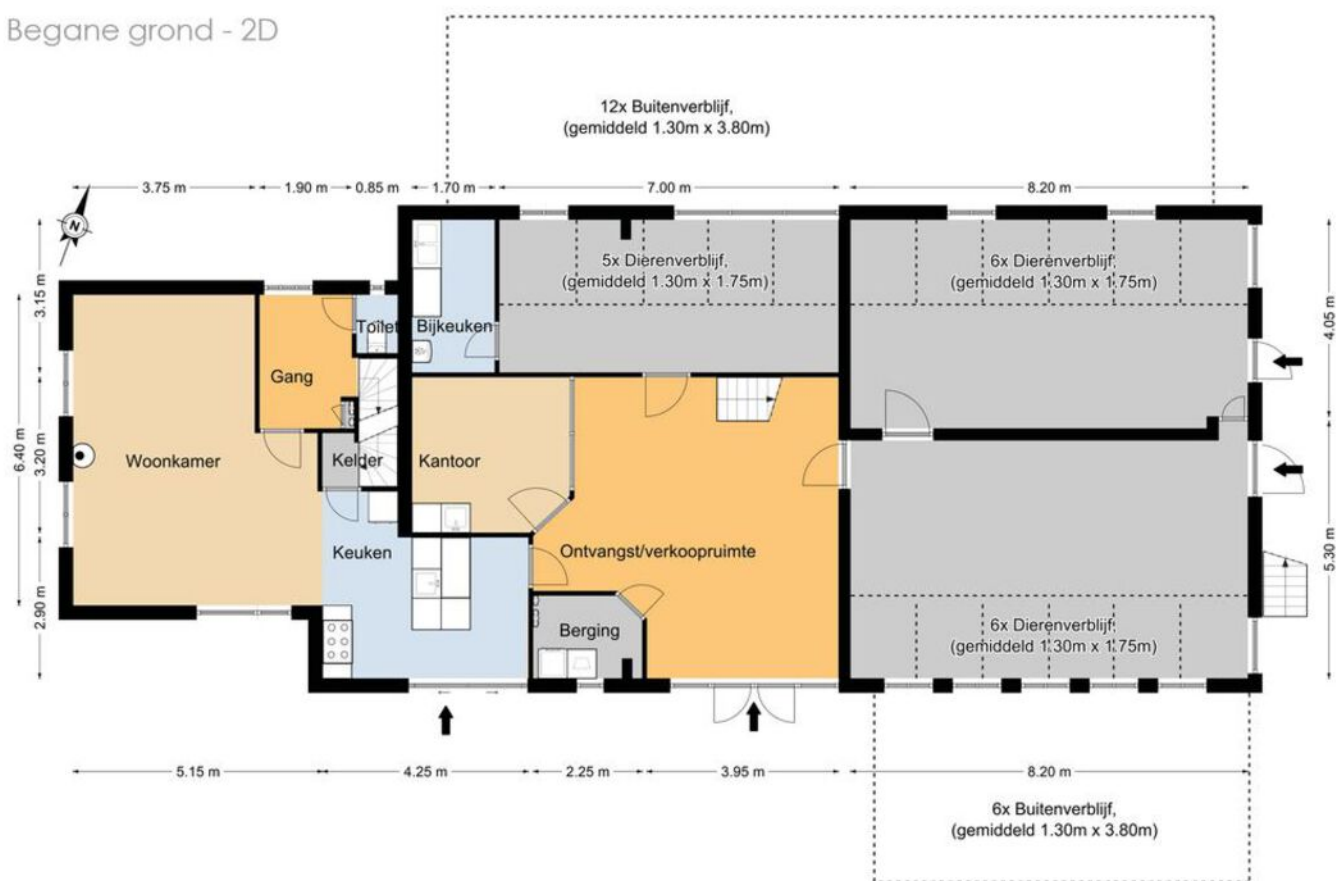 Begane grond - 2D
12x Buitenverblijf,
(gemiddeld 1.30m x 3.80m)
3.75 m
1.90 m
0.85 m
1.70 m
7.00 m
8.20 m
N
3.15 m
3.20 m
2.90 m
6.40 m
4.05 m
5.30 m
5x Dierenverblijf,
(gemiddeld 1.30m x 1.75m)
6x Dierenverblijf,
(gemiddeld 1.30m x 1.75m)
Toilet
Bijkeuken
Gang
Woonkamer
Kelder
Kantoor
Keuken
Ontvangst/verkoopruimte
Berging
6x Dierenverblijf,
(gemiddeld 1.30m x 1.75m)
5.15 m
4.25 m
2.25 m
3.95 m
8.20 m
6x Buitenverblijf,
(gemiddeld 1.30m x 3.80m)